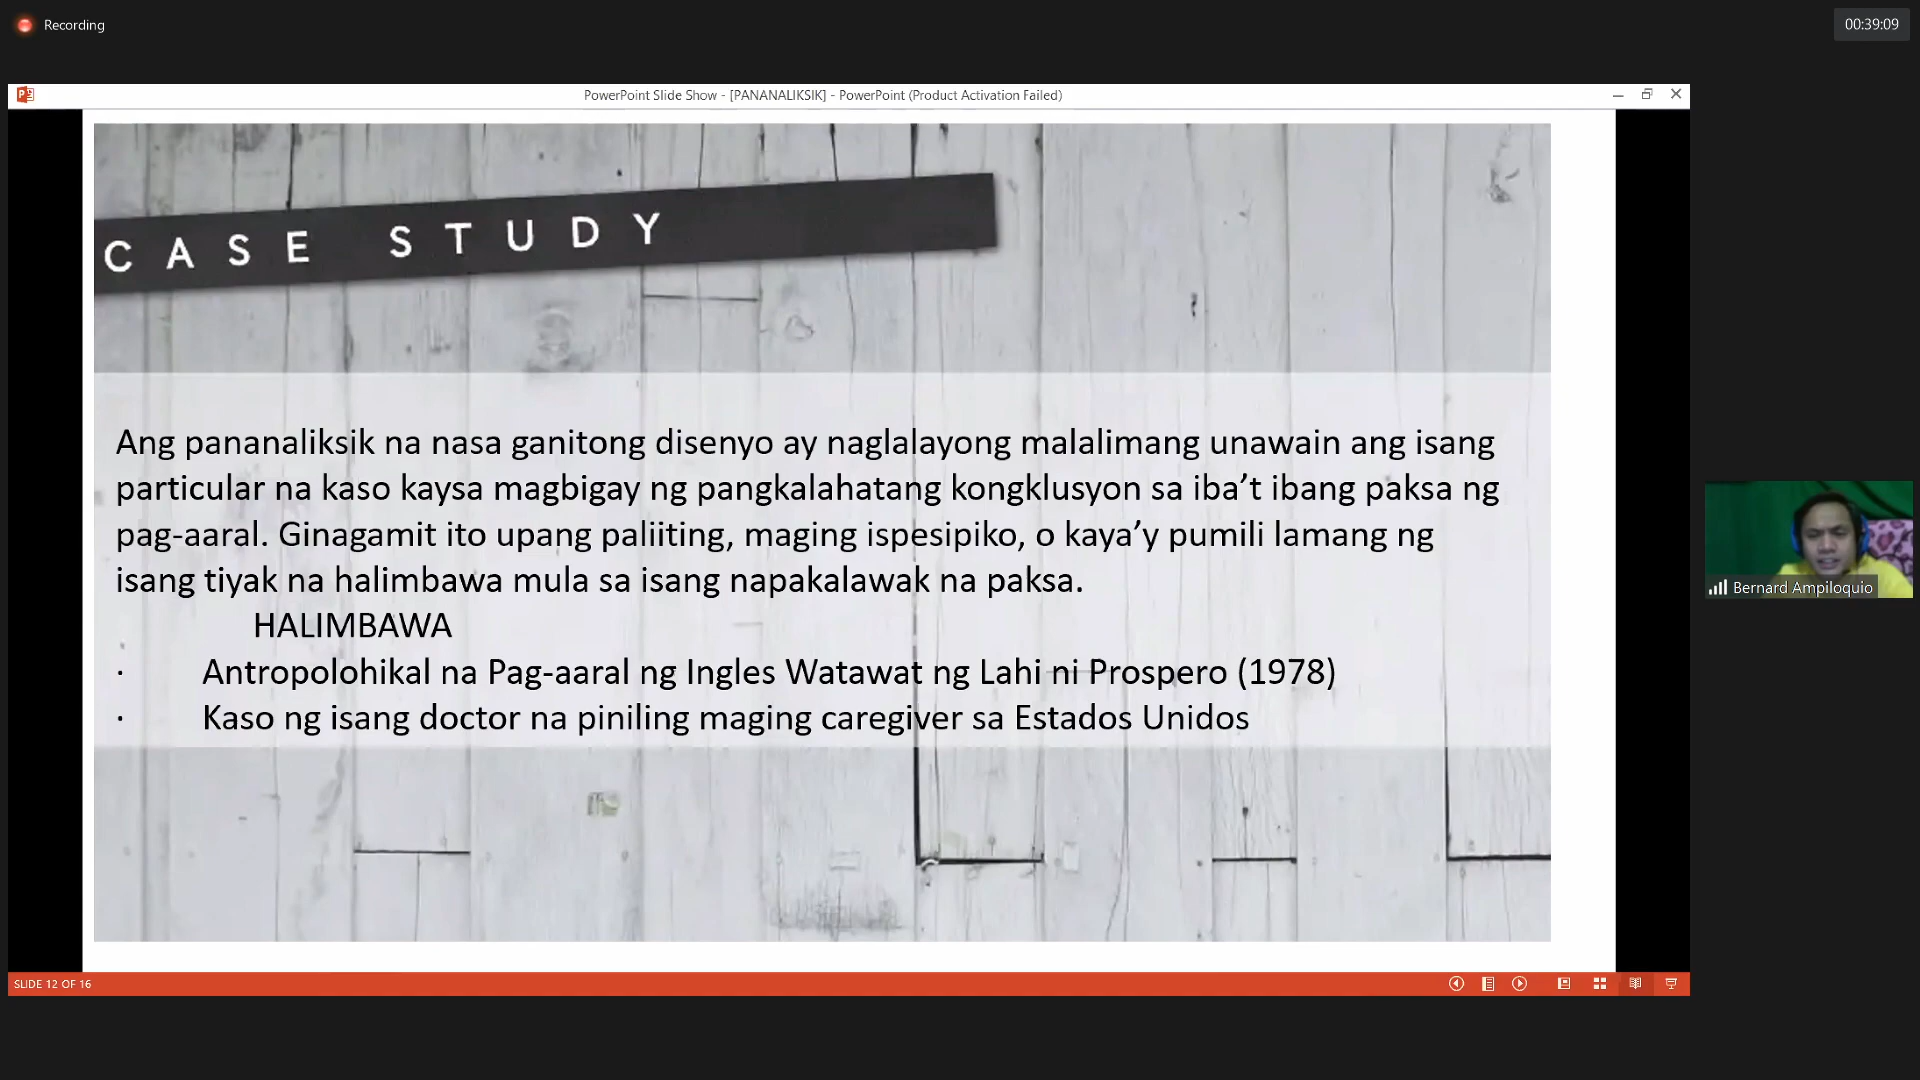 Recording
00:39:09
PowerPoint Slide Show - [PANANALIKSIK] - PowerPoint (Product Activation Failed)
CASE STUDY
Ang pananaliksik na nasa ganitong disenyo ay naglalayong malalimang unawain ang isang
particular na kaso kaysa magbigay ng pangkalahatang kongklusyon sa iba't ibang paksa ng
pag-aaral. Ginagamit ito upang paliiting, maging ispesipiko, o kaya'y pumili lamang ng
isang tiyak na halimbawa mula sa isang napakalawak na paksa.
HALIMBAWA
· Antropolohikal na Pag-aaral ng Ingles Watawat ng Lahi ni Prospero (1978)
· Kaso ng isang doctor na piniling maging caregiver sa Estados Unidos
Bernard Ampiloquio
SLIDE 12 OF 16